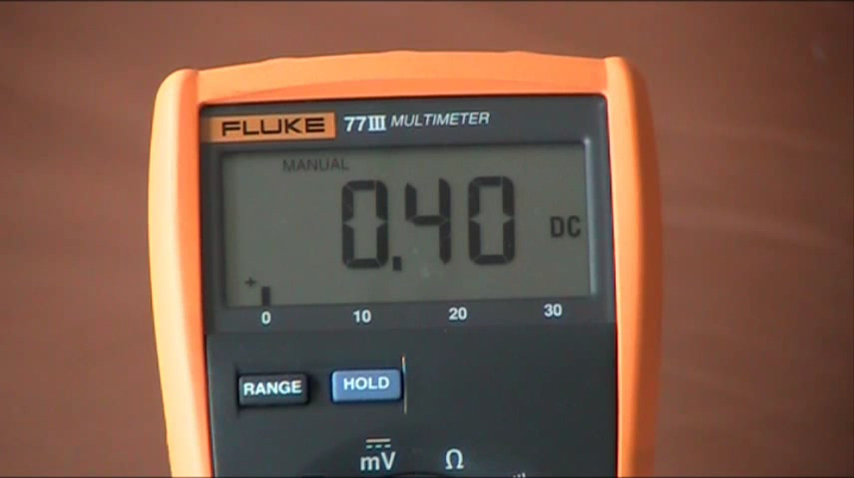 FLUKE 77III MULTIMETER
MANUAL
0.40 DC
+
0 10 20 30
RANGE HOLD
mV Ω